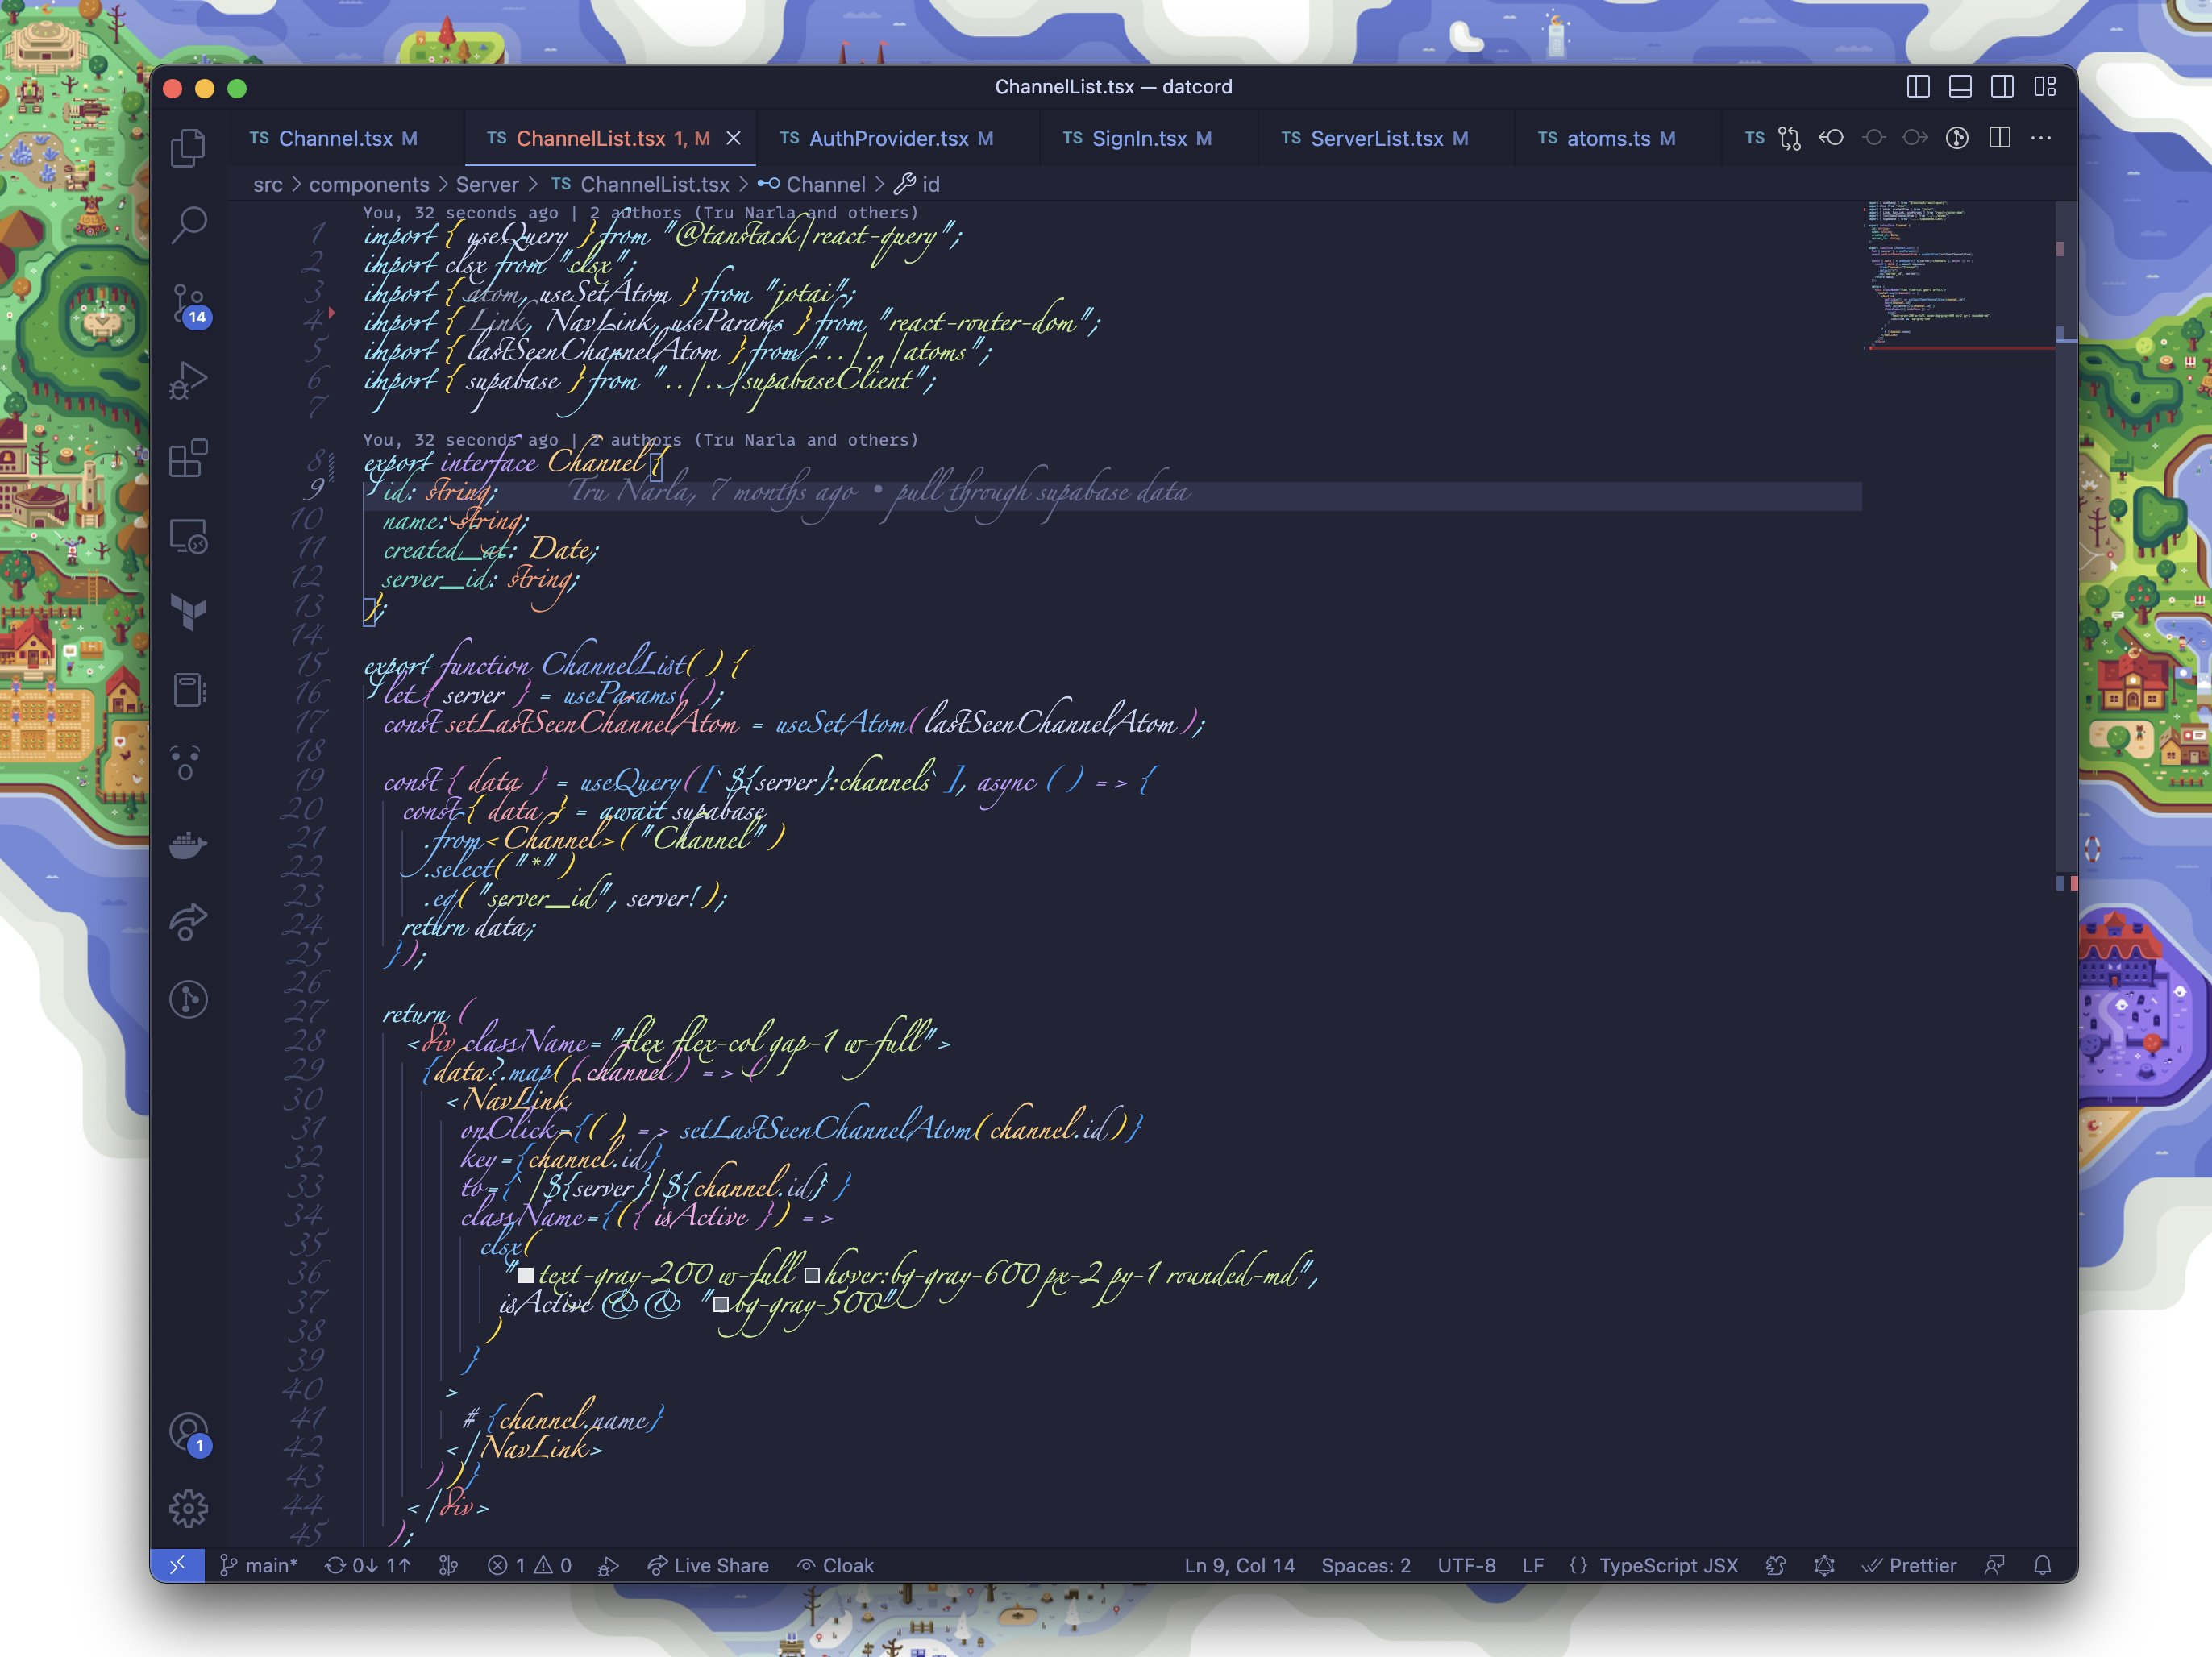 ChannelList.tsx — datcord
TS Channel.tsx M
TS ChannelList.tsx 1, M
TS AuthProvider.tsx M
TS SignIn.tsx M
TS ServerList.tsx M
TS atoms.ts M
TS
src > components > Server > TS ChannelList.tsx > Channel > id
You, 32 seconds ago | 2 authors (Tru Narla and others)
1 import { useQuery } from "@tanstack/react-query";
2 import clsx from "clsx";
3 import { atom, useSetAtom } from "jotai";
4 import { Link, NavLink, useParams } from "react-router-dom";
5 import { lastSeenChannelAtom } from "../../atoms";
6 import { supabase } from "../../supabaseClient";
7
You, 32 seconds ago | 2 authors (Tru Narla and others)
8 export interface Channel {
9 id: string; Tru Narla, 7 months ago • pull through supabase data
10 name: string;
11 created_at: Date;
12 server_id: string;
13 };
14
15 export function ChannelList() {
16 let { server } = useParams();
17 const setLastSeenChannelAtom = useSetAtom(lastSeenChannelAtom);
18
19 const { data } = useQuery([`${server}:channels`], async () => {
20 const { data } = await supabase
21 .from<Channel>("Channel")
22 .select("*")
23 .eq("server_id", server!);
24 return data;
25 });
26
27 return (
28 <div className="flex flex-col gap-1 w-full">
29 {data?.map((channel) => (
30 <NavLink
31 onClick={() => setLastSeenChannelAtom(channel.id)}
32 key={channel.id}
33 to={`/${server}/${channel.id}`}
34 className={({ isActive }) =>
35 clsx(
36 "text-gray-200 w-full hover:bg-gray-600 px-2 py-1 rounded-md",
37 isActive && "bg-gray-500"
38 )
39 }
40 >
41 # {channel.name}
42 </NavLink>
43 ))}
44 </div>
45 );
14
1
main* 0↓ 1↑ 1 0 Live Share Cloak Ln 9, Col 14 Spaces: 2 UTF-8 LF {} TypeScript JSX Prettier